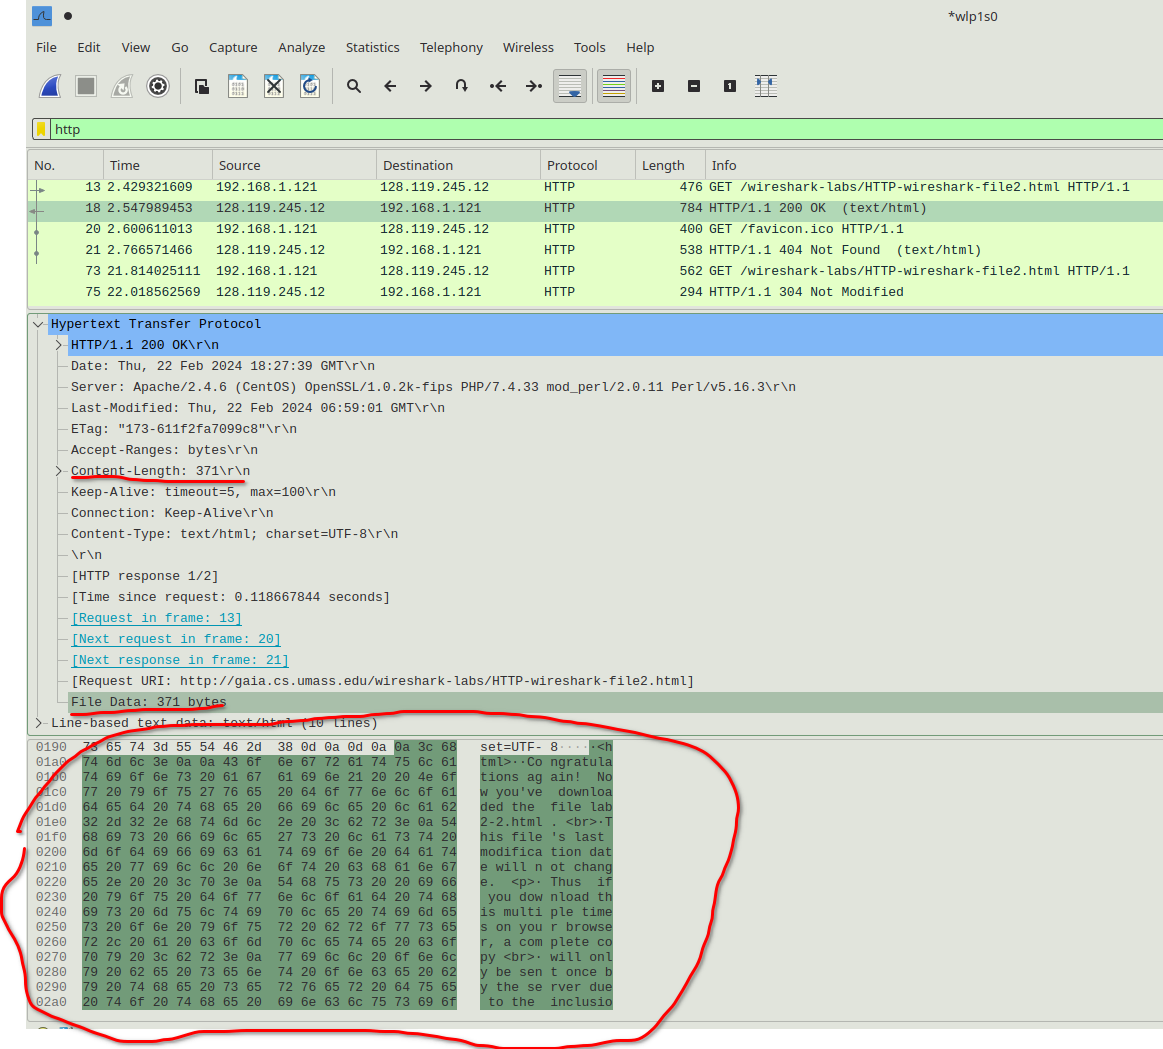 *wlp1s0
File Edit View Go Capture Analyze Statistics Telephony Wireless Tools Help
http
No. Time Source Destination Protocol Length Info
13 2.429321609 192.168.1.121 128.119.245.12 HTTP 476 GET /wireshark-labs/HTTP-wireshark-file2.html HTTP/1.1
18 2.547989453 128.119.245.12 192.168.1.121 HTTP 784 HTTP/1.1 200 OK (text/html)
20 2.600611013 192.168.1.121 128.119.245.12 HTTP 400 GET /favicon.ico HTTP/1.1
21 2.766571466 128.119.245.12 192.168.1.121 HTTP 538 HTTP/1.1 404 Not Found (text/html)
73 21.814025111 192.168.1.121 128.119.245.12 HTTP 562 GET /wireshark-labs/HTTP-wireshark-file2.html HTTP/1.1
75 22.018562569 128.119.245.12 192.168.1.121 HTTP 294 HTTP/1.1 304 Not Modified
Hypertext Transfer Protocol
HTTP/1.1 200 OK\r\n
Date: Thu, 22 Feb 2024 18:27:39 GMT\r\n
Server: Apache/2.4.6 (CentOS) OpenSSL/1.0.2k-fips PHP/7.4.33 mod_perl/2.0.11 Perl/v5.16.3\r\n
Last-Modified: Thu, 22 Feb 2024 06:59:01 GMT\r\n
ETag: "173-611f2fa7099c8"\r\n
Accept-Ranges: bytes\r\n
Content-Length: 371\r\n
Keep-Alive: timeout=5, max=100\r\n
Connection: Keep-Alive\r\n
Content-Type: text/html; charset=UTF-8\r\n
\r\n
[HTTP response 1/2]
[Time since request: 0.118667844 seconds]
[Request in frame: 13]
[Next request in frame: 20]
[Next response in frame: 21]
[Request URI: http://gaia.cs.umass.edu/wireshark-labs/HTTP-wireshark-file2.html]
File Data: 371 bytes
Line-based text data: text/html (10 lines)
0190 73 65 74 3d 55 54 46 2d 38 0d 0a 0d 0a 0a 3c 68 set=UTF- 8·····<h
01a0 74 6d 6c 3e 0a 0a 43 6f 6e 67 72 61 74 75 6c 61 tml>··Co ngratula
01b0 74 69 6f 6e 73 20 61 67 61 69 6e 21 20 20 4e 6f tions ag ain! No
01c0 77 20 79 6f 75 27 76 65 20 64 6f 77 6e 6c 6f 61 w you've downloa
01d0 64 65 64 20 74 68 65 20 66 69 6c 65 20 6c 61 62 ded the file lab
01e0 32 2d 32 2e 68 74 6d 6c 2e 20 3c 62 72 3e 0a 54 2-2.html . <br>·T
01f0 68 69 73 20 66 69 6c 65 27 73 20 6c 61 73 74 20 his file 's last
0200 6d 6f 64 69 66 69 63 61 74 69 6f 6e 20 64 61 74 modifica tion dat
0210 65 20 77 69 6c 6c 20 6e 6f 74 20 63 68 61 6e 67 e will n ot chang
0220 65 2e 20 20 3c 70 3e 0a 54 68 75 73 20 20 69 66 e. <p>· Thus if
0230 20 79 6f 75 20 64 6f 77 6e 6c 6f 61 64 20 74 68 you dow nload th
0240 69 73 20 6d 75 6c 74 69 70 6c 65 20 74 69 6d 65 is multi ple time
0250 73 20 6f 6e 20 79 6f 75 72 20 62 72 6f 77 73 65 s on you r browse
0260 72 2c 20 61 20 63 6f 6d 70 6c 65 74 65 20 63 6f r, a com plete co
0270 70 79 20 3c 62 72 3e 0a 77 69 6c 6c 20 6f 6e 6c py <br>· will onl
0280 79 20 62 65 20 73 65 6e 74 20 6f 6e 63 65 20 62 y be sen t once b
0290 79 20 74 68 65 20 73 65 72 76 65 72 20 64 75 65 y the se rver due
02a0 20 74 6f 20 74 68 65 20 69 6e 63 6c 75 73 69 6f to the inclusio